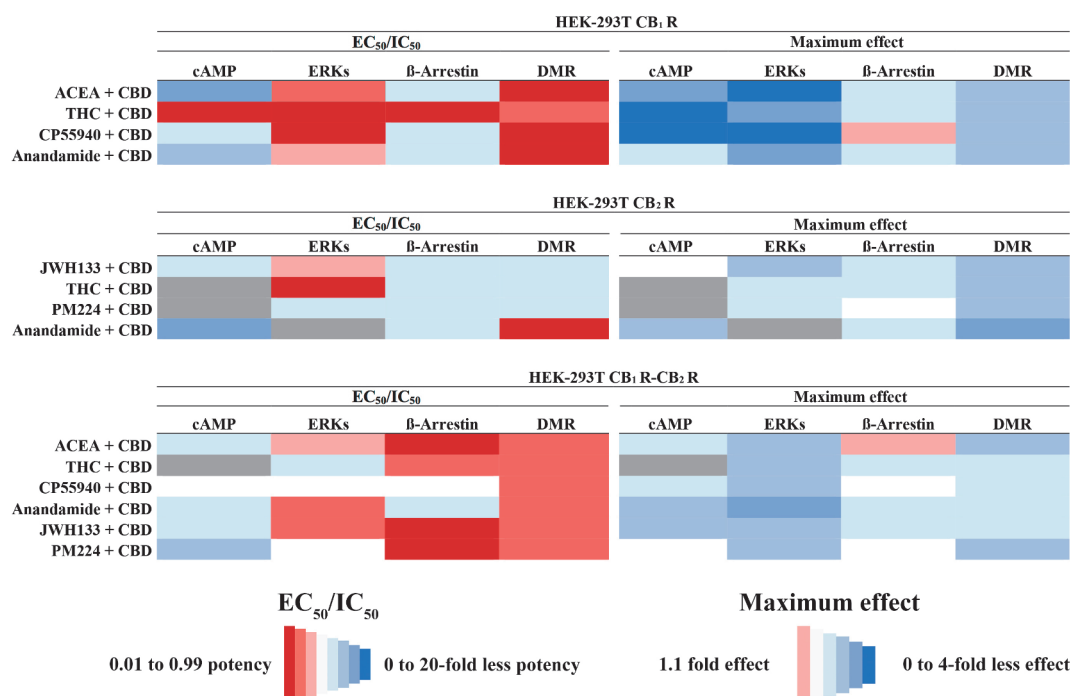 HEK-293T CB₁ R
EC₅₀/IC₅₀ Maximum effect
cAMP ERKs ß-Arrestin DMR cAMP ERKs ß-Arrestin DMR
ACEA + CBD
THC + CBD
CP55940 + CBD
Anandamide + CBD
HEK-293T CB₂ R
EC₅₀/IC₅₀ Maximum effect
cAMP ERKs ß-Arrestin DMR cAMP ERKs ß-Arrestin DMR
JWH133 + CBD
THC + CBD
PM224 + CBD
Anandamide + CBD
HEK-293T CB₁ R-CB₂ R
EC₅₀/IC₅₀ Maximum effect
cAMP ERKs ß-Arrestin DMR cAMP ERKs ß-Arrestin DMR
ACEA + CBD
THC + CBD
CP55940 + CBD
Anandamide + CBD
JWH133 + CBD
PM224 + CBD
EC₅₀/IC₅₀ Maximum effect
0.01 to 0.99 potency 0 to 20-fold less potency 1.1 fold effect 0 to 4-fold less effect